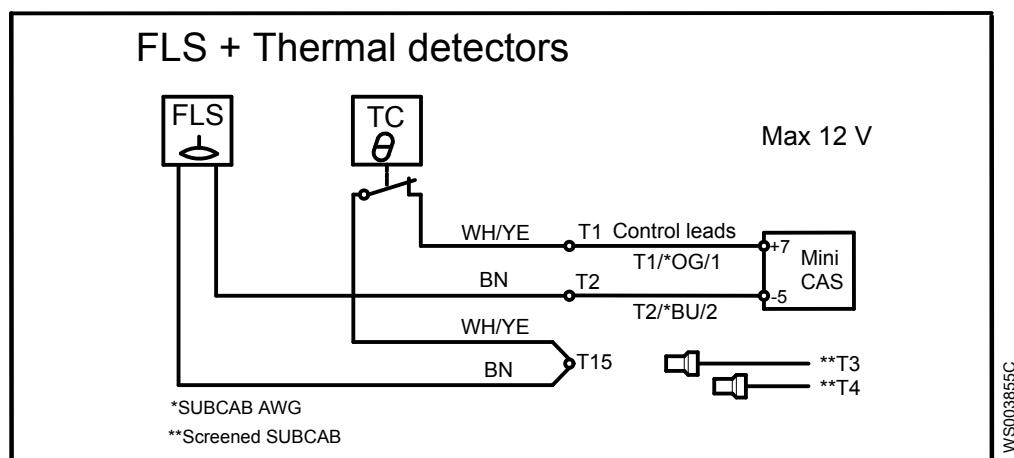 FLS + Thermal detectors
FLS
TC
θ
Max 12 V
WH/YE
T1
Control leads
+7
T1/*OG/1
Mini
CAS
BN
T2
-5
T2/*BU/2
WH/YE
T15
BN
**T3
**T4
*SUBCAB AWG
**Screened SUBCAB
WS003855C